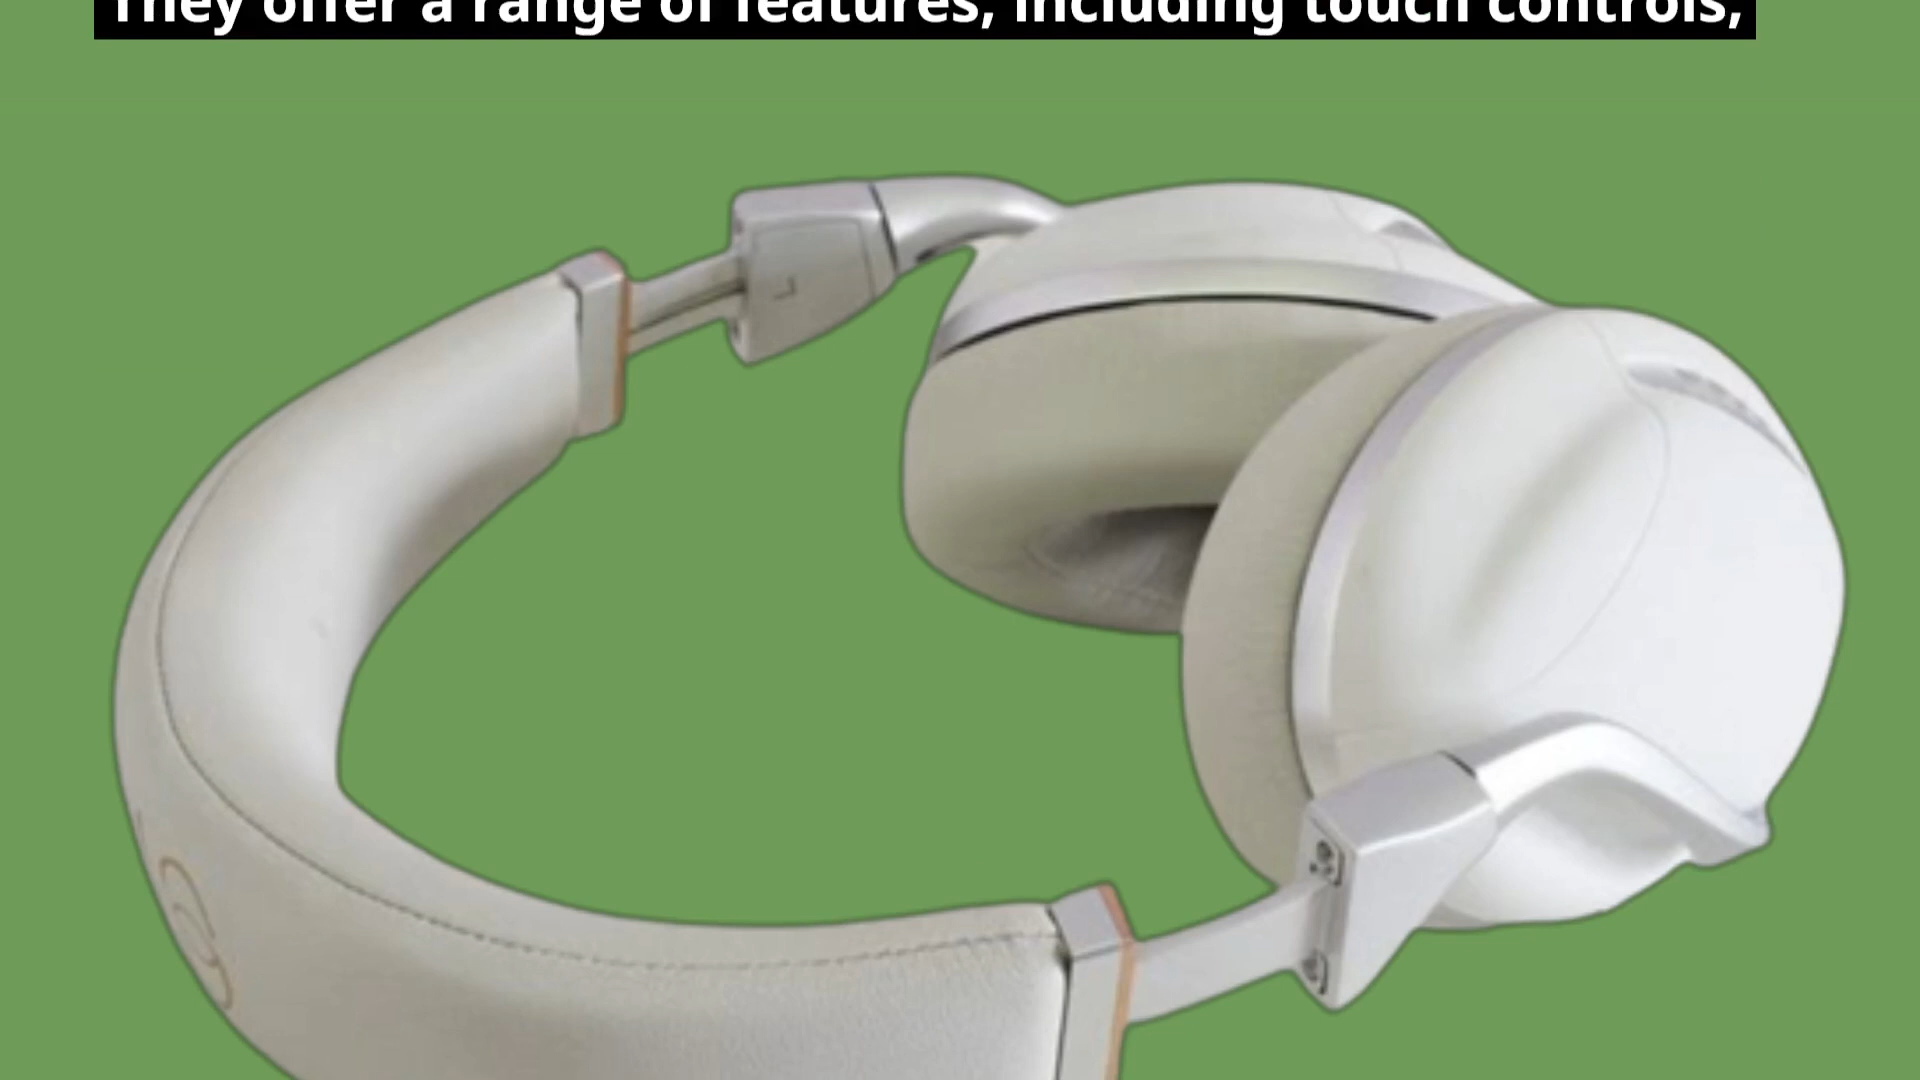 They offer a range of features, including touch controls,
L